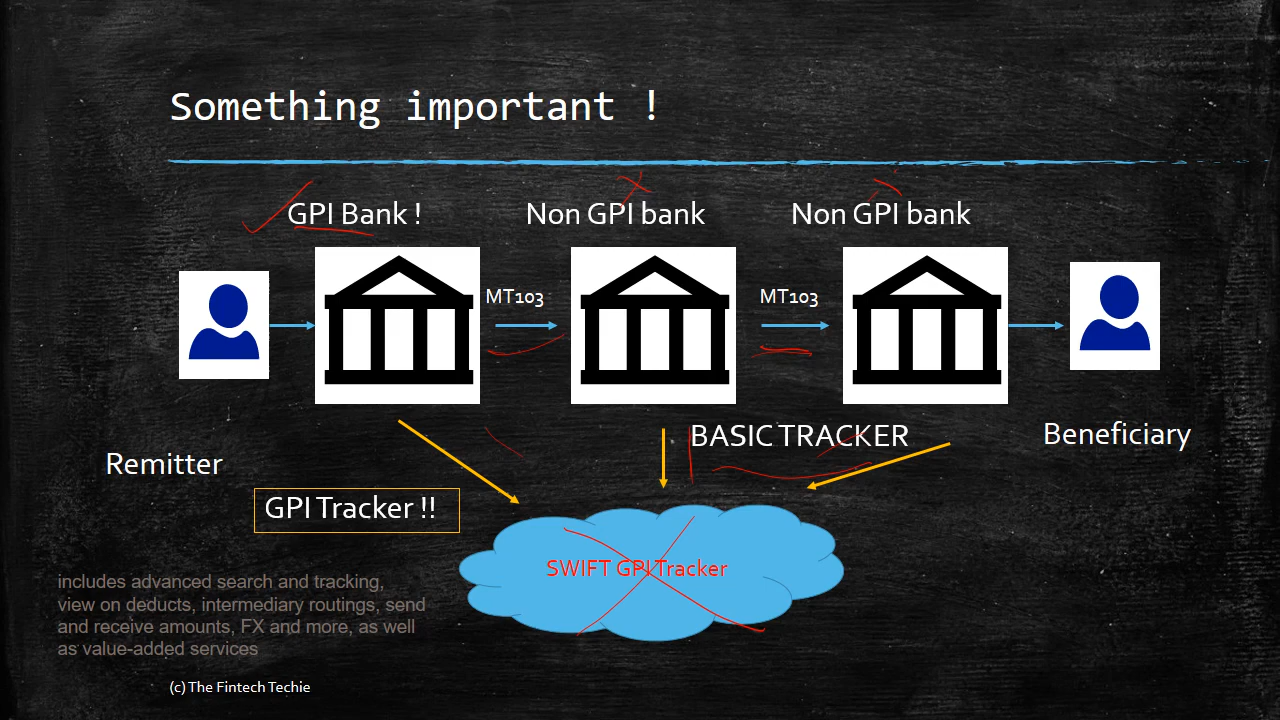 Something important !
GPI Bank !
Non GPI bank
Non GPI bank
MT103
MT103
BASIC TRACKER
Beneficiary
Remitter
GPI Tracker !!
SWIFT GPI Tracker
includes advanced search and tracking,
view on deducts, intermediary routings, send
and receive amounts, FX and more, as well
as value-added services
(c) The Fintech Techie